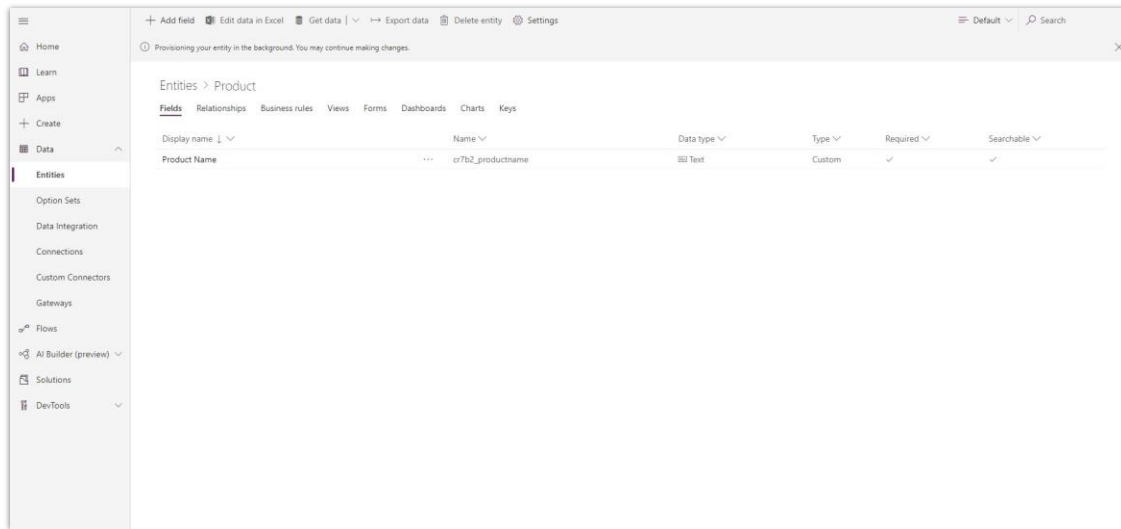 Add field Edit data in Excel Get data Export data Delete entity Settings Default Search
Provisioning your entity in the background. You may continue making changes.
Home
Learn
Apps
Create
Data
Entities
Option Sets
Data Integration
Connections
Custom Connectors
Gateways
Flows
AI Builder (preview)
Solutions
DevTools
Entities > Product
Fields Relationships Business rules Views Forms Dashboards Charts Keys
Display name ↓ Name Data type Type Required Searchable
Product Name ... cr7b2_productname Text Custom